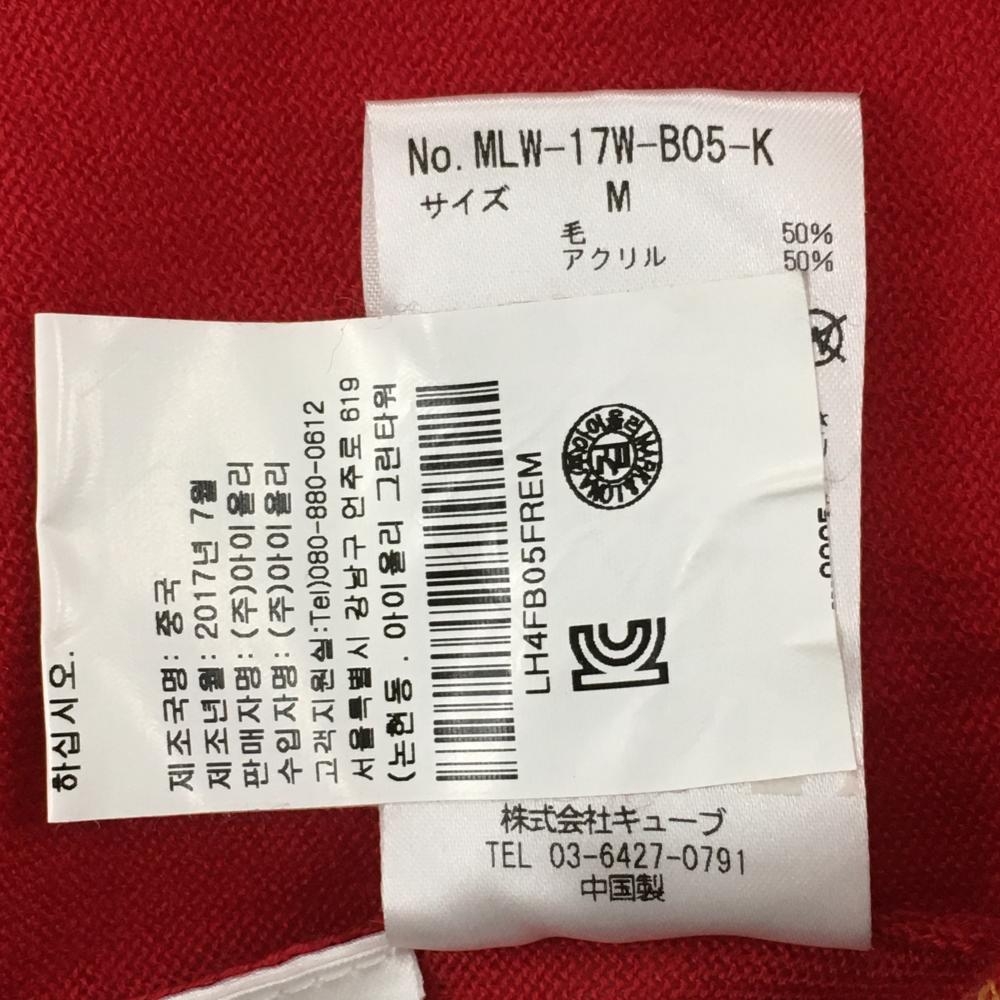 No. MLW-17W-B05-K
サイズ M
毛 50%
アクリル 50%
하십시오.
제조국명: 중국
제조년월: 2017년 7월
판매자명: (주)아이올리
수입자명: (주)아이올리
고객지원실:Tel)080-880-0612
서울특별시 강남구 언주로 619
(논현동. 아이올리 그린타워
LH4FB05FREM
株式会社キューブ
TEL 03-6427-0791
中国製